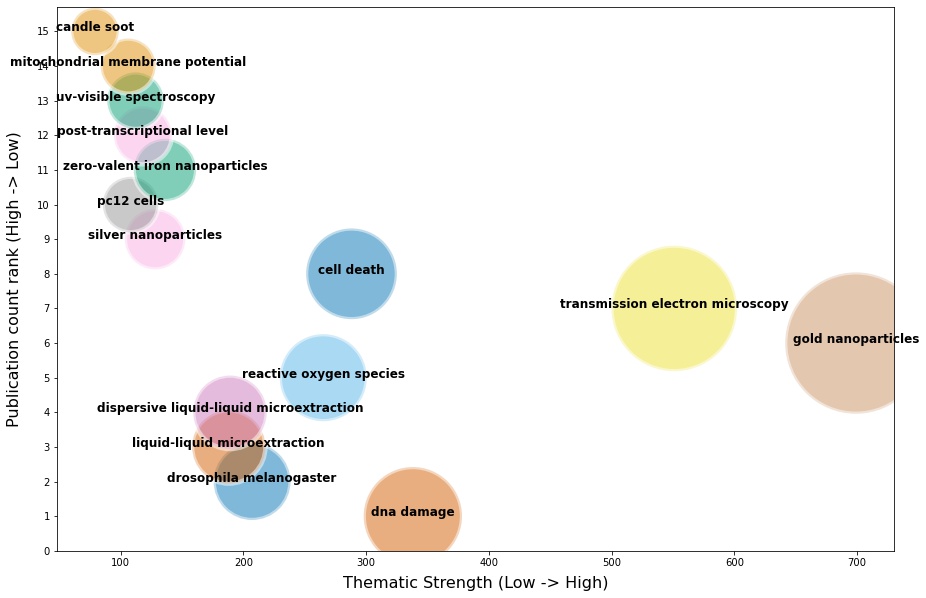 15
candle soot
14
mitochondrial membrane potential
13
uv-visible spectroscopy
12
post-transcriptional level
11
zero-valent iron nanoparticles
10
pc12 cells
9
silver nanoparticles
8
cell death
7
transmission electron microscopy
6
gold nanoparticles
5
reactive oxygen species
4
dispersive liquid-liquid microextraction
3
liquid-liquid microextraction
2
drosophila melanogaster
1
dna damage
0
Publication count rank (High -> Low)
100 200 300 400 500 600 700
Thematic Strength (Low -> High)